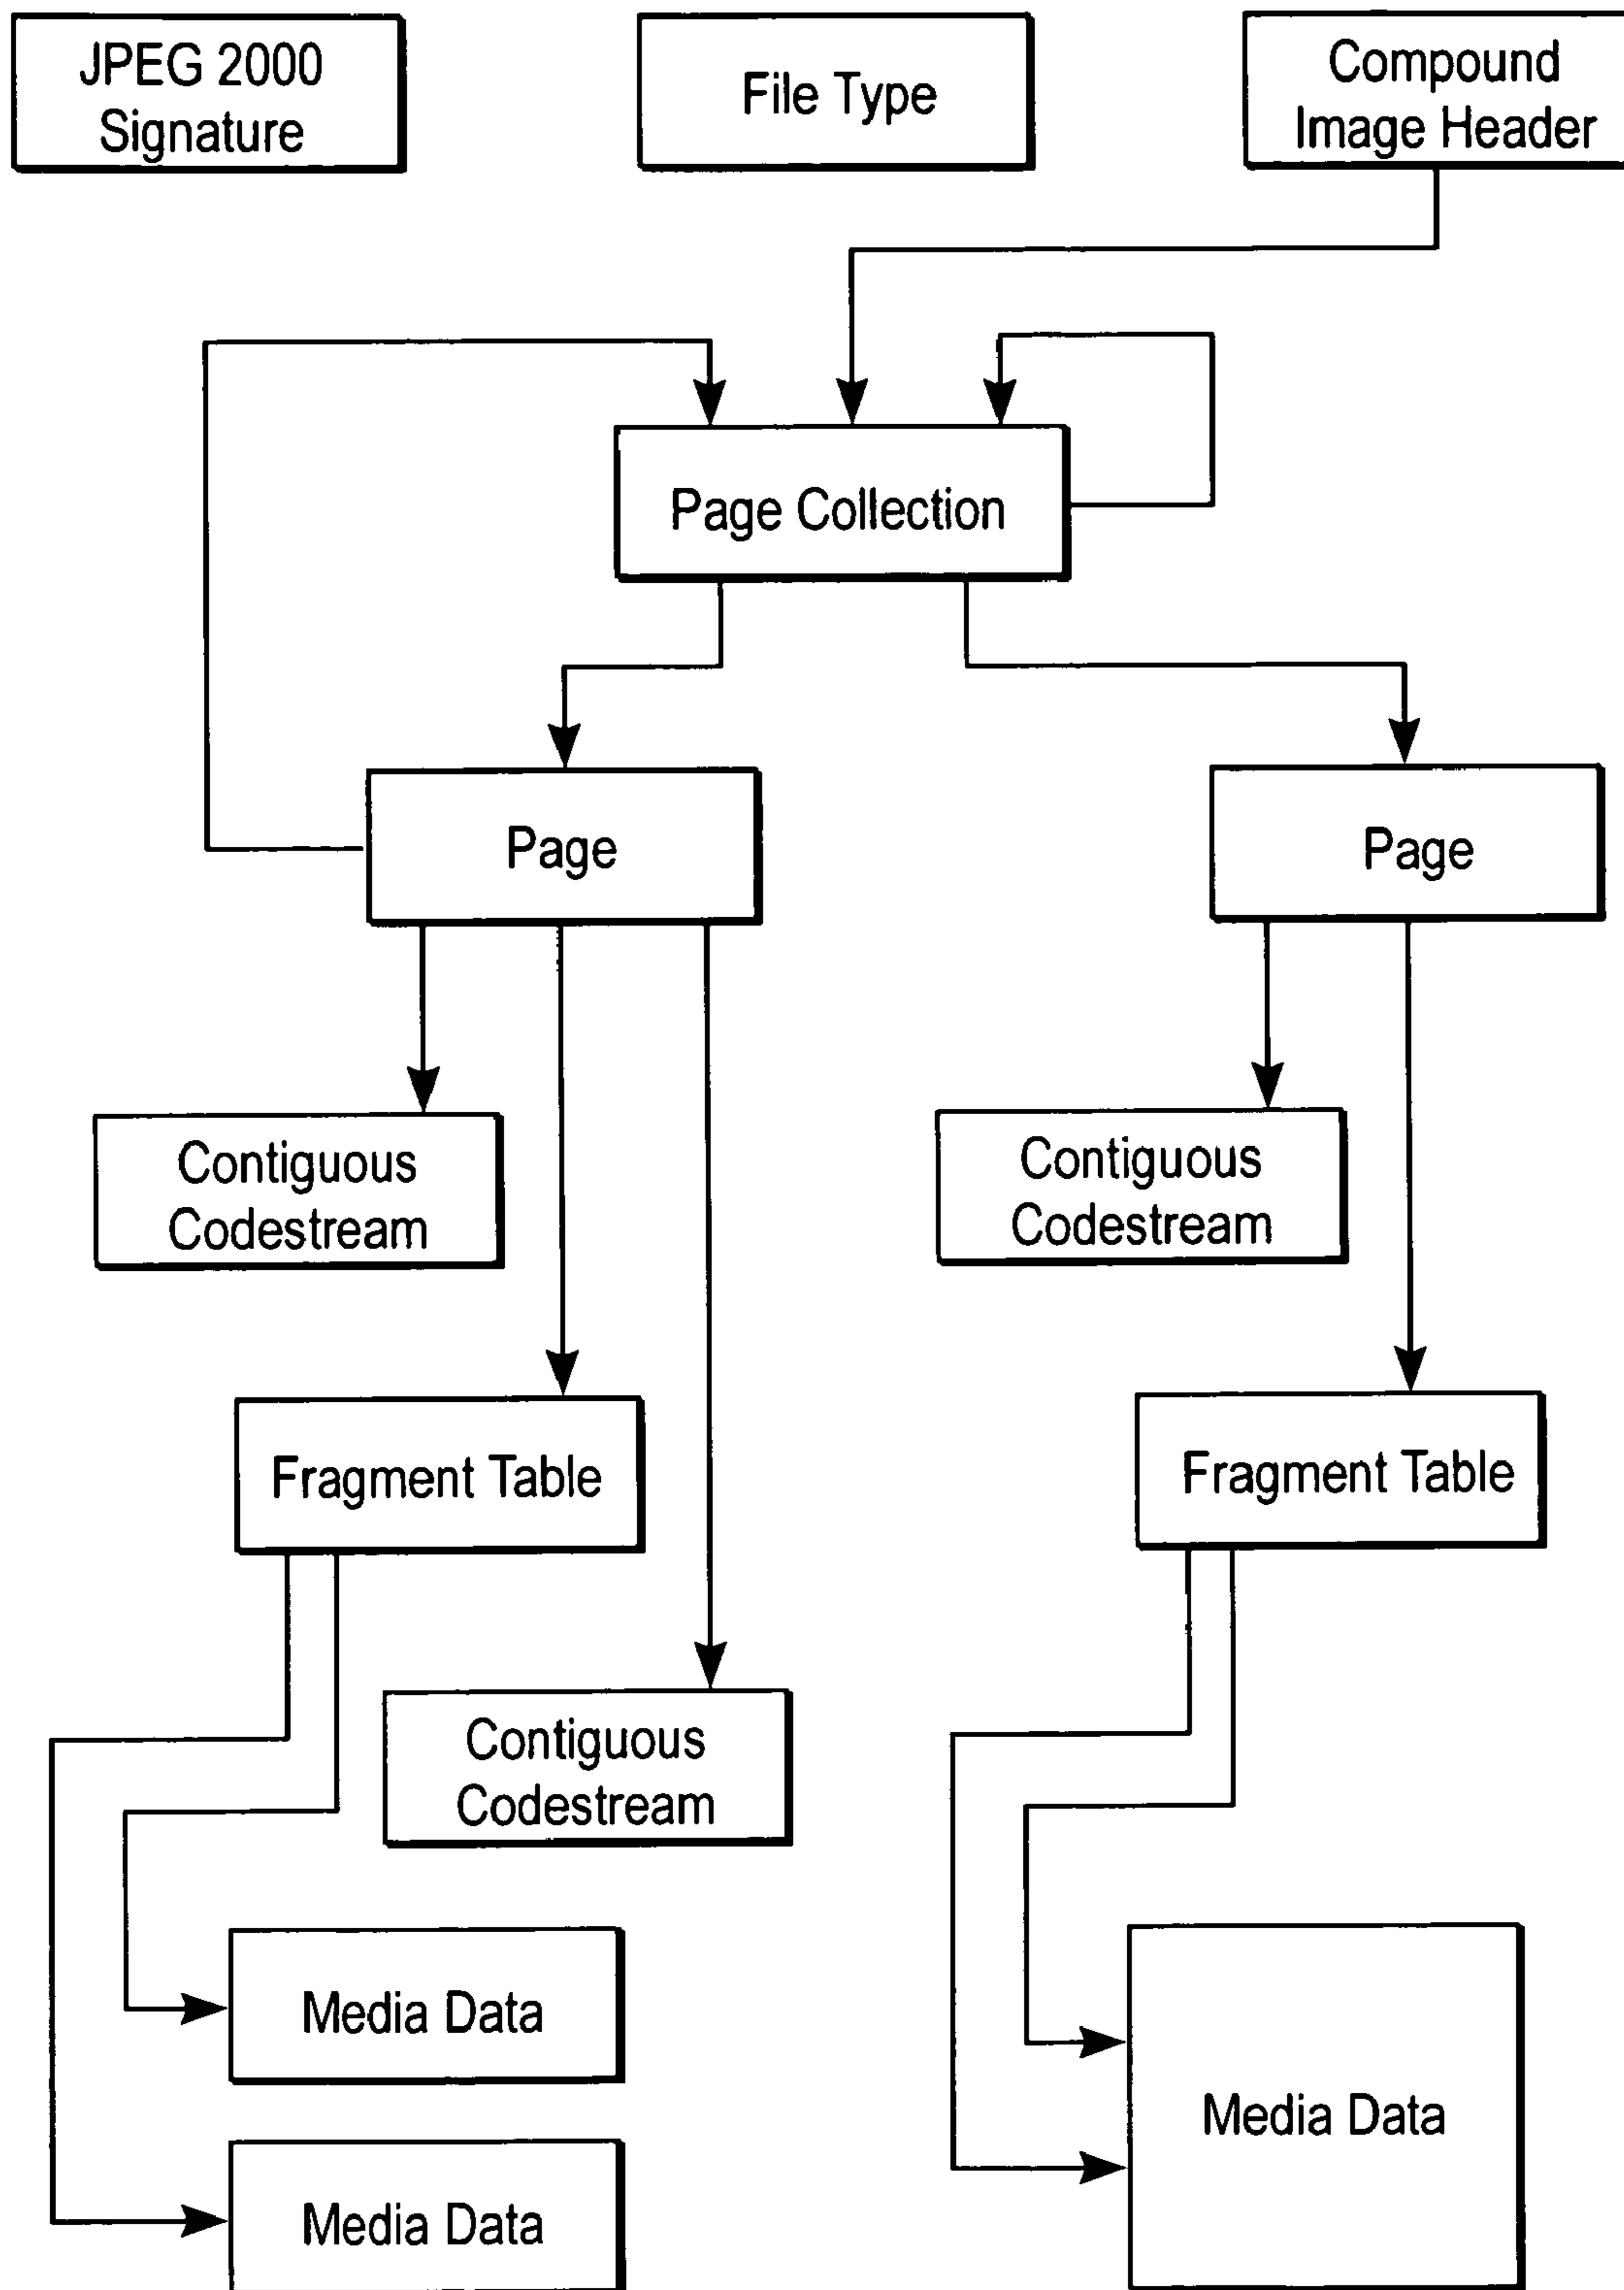 JPEG 2000
Signature
File Type
Compound
Image Header
Page Collection
Page
Page
Contiguous
Codestream
Contiguous
Codestream
Fragment Table
Fragment Table
Contiguous
Codestream
Media Data
Media Data
Media Data